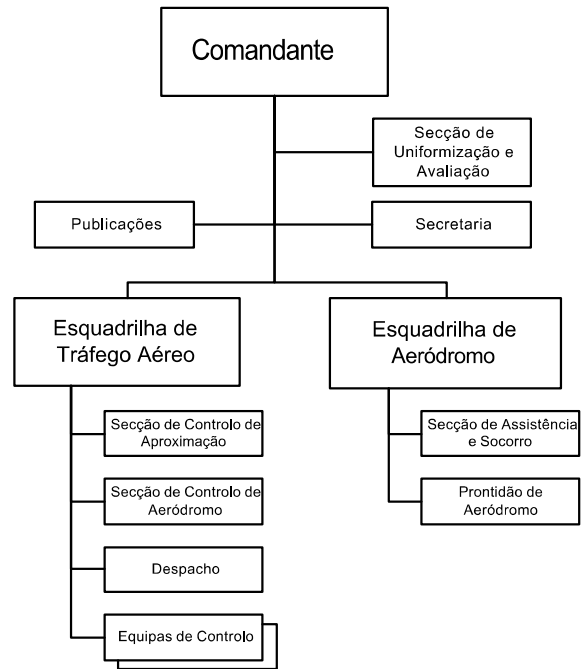 Comandante
Secção de
Uniformização e
Avaliação
Publicações
Secretaria
Esquadrilha de
Tráfego Aéreo
Esquadrilha de
Aeródromo
Secção de Controlo de
Aproximação
Secção de Assistência
e Socorro
Secção de Controlo de
Aeródromo
Prontidão de
Aeródromo
Despacho
Equipas de Controlo